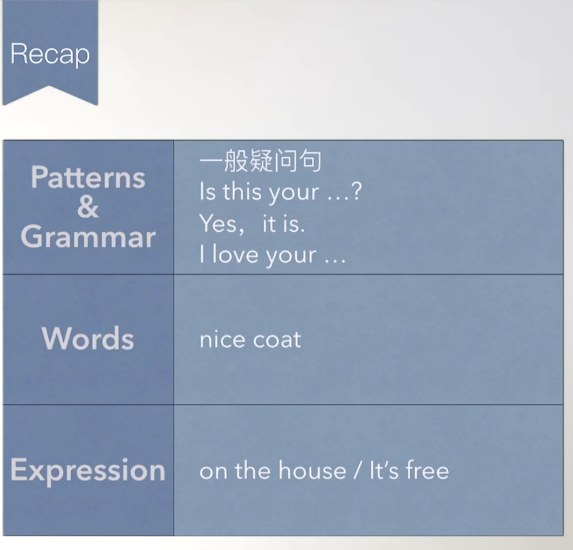 Recap
Patterns
&
Grammar
一般疑问句
Is this your ...?
Yes， it is.
I love your ...
Words
nice coat
Expression
on the house / It's free